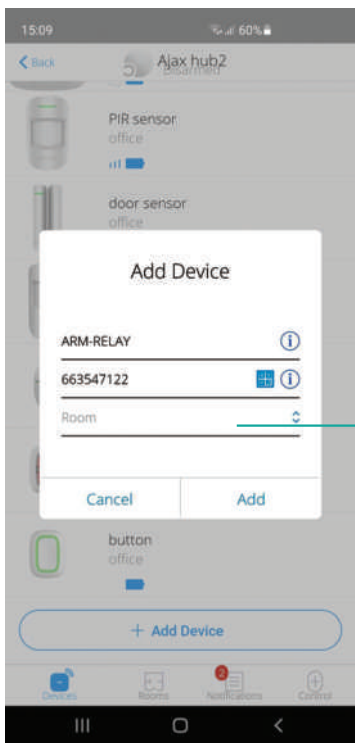 15:09
60%
Back
Ajax hub2
Disarmed
PIR sensor
office
door sensor
office
Add Device
ARM-RELAY
663547122
Room
Cancel
Add
button
office
+ Add Device
2
Devices
Rooms
Notifications
Control